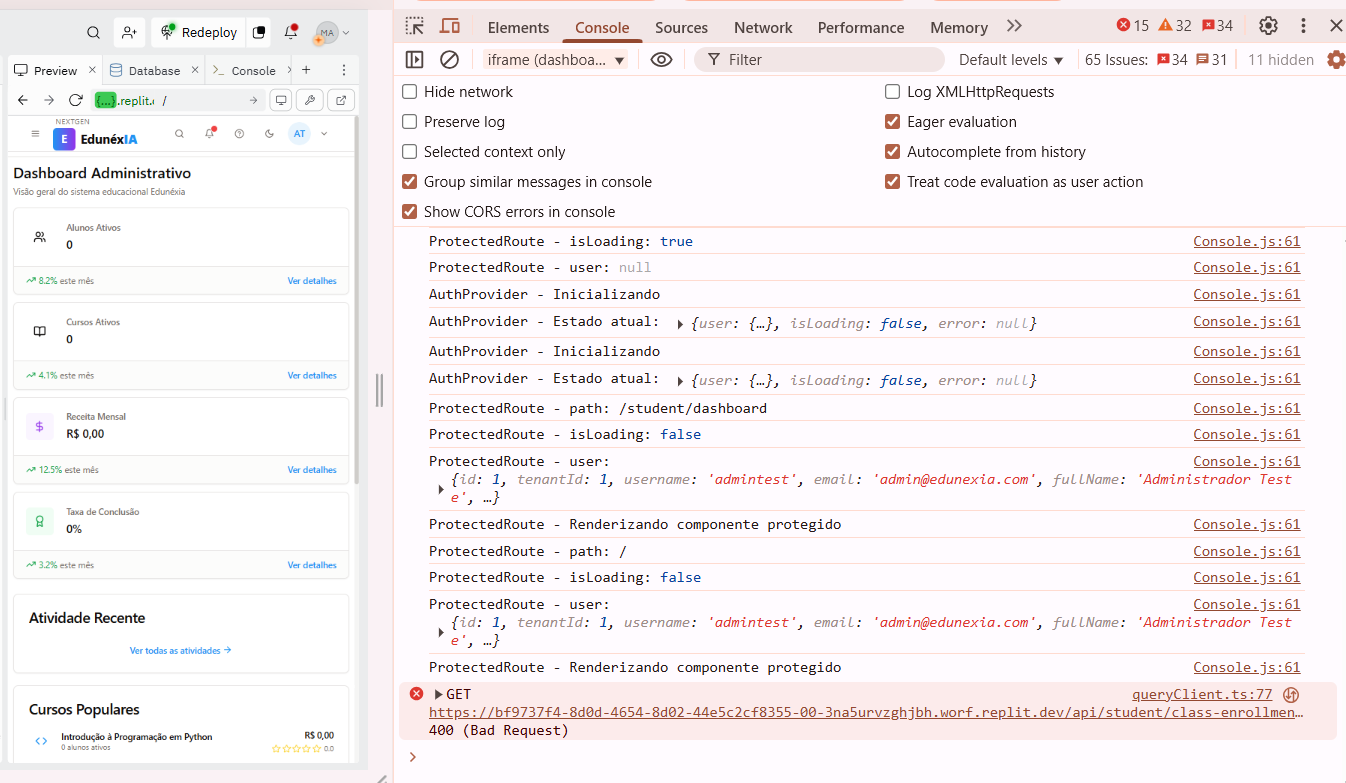 MA
Redeploy
Preview
Database
Console
{...}.replit.c /
NEXTGEN
E EdunéxIA
AT
Dashboard Administrativo
Visão geral do sistema educacional Edunéxia
Alunos Ativos
0
8.2% este mês
Ver detalhes
Cursos Ativos
0
4.1% este mês
Ver detalhes
Receita Mensal
R$ 0,00
12.5% este mês
Ver detalhes
Taxa de Conclusão
0%
3.2% este mês
Ver detalhes
Atividade Recente
Ver todas as atividades →
Cursos Populares
Introdução à Programação em Python
R$ 0,00
0 alunos ativos
0.0
Elements Console Sources Network Performance Memory
15 32 34
iframe (dashboa... ▼
Filter
Default levels ▼
65 Issues: 34 31
11 hidden
Hide network
Log XMLHttpRequests
Preserve log
Eager evaluation
Selected context only
Autocomplete from history
Group similar messages in console
Treat code evaluation as user action
Show CORS errors in console
ProtectedRoute - isLoading: true Console.js:61
ProtectedRoute - user: null Console.js:61
AuthProvider - Inicializando Console.js:61
AuthProvider - Estado atual: ▶ {user: {…}, isLoading: false, error: null} Console.js:61
AuthProvider - Inicializando Console.js:61
AuthProvider - Estado atual: ▶ {user: {…}, isLoading: false, error: null} Console.js:61
ProtectedRoute - path: /student/dashboard Console.js:61
ProtectedRoute - isLoading: false Console.js:61
ProtectedRoute - user: Console.js:61
{id: 1, tenantId: 1, username: 'admintest', email: 'admin@edunexia.com', fullName: 'Administrador Test
e', …}
ProtectedRoute - Renderizando componente protegido Console.js:61
ProtectedRoute - path: / Console.js:61
ProtectedRoute - isLoading: false Console.js:61
ProtectedRoute - user: Console.js:61
{id: 1, tenantId: 1, username: 'admintest', email: 'admin@edunexia.com', fullName: 'Administrador Test
e', …}
ProtectedRoute - Renderizando componente protegido Console.js:61
▶ GET queryClient.ts:77
https://bf9737f4-8d0d-4654-8d02-44e5c2cf8355-00-3na5urvzghjbh.worf.replit.dev/api/student/class-enrollmen…
400 (Bad Request)